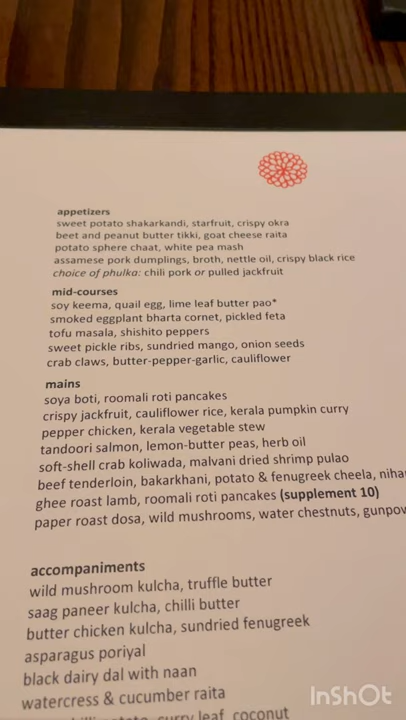 appetizers
sweet potato shakarkandi, starfruit, crispy okra
beet and peanut butter tikki, goat cheese raita
potato sphere chaat, white pea mash
assamese pork dumplings, broth, nettle oil, crispy black rice
choice of phulka: chili pork or pulled jackfruit
mid-courses
soy keema, quail egg, lime leaf butter pao*
smoked eggplant bharta cornet, pickled feta
tofu masala, shishito peppers
sweet pickle ribs, sundried mango, onion seeds
crab claws, butter-pepper-garlic, cauliflower
mains
soya boti, roomali roti pancakes
crispy jackfruit, cauliflower rice, kerala pumpkin curry
pepper chicken, kerala vegetable stew
tandoori salmon, lemon-butter peas, herb oil
soft-shell crab koliwada, malvani dried shrimp pulao
beef tenderloin, bakarkhani, potato & fenugreek cheela, niha
ghee roast lamb, roomali roti pancakes (supplement 10)
paper roast dosa, wild mushrooms, water chestnuts, gunpow
accompaniments
wild mushroom kulcha, truffle butter
saag paneer kulcha, chilli butter
butter chicken kulcha, sundried fenugreek
asparagus poriyal
black dairy dal with naan
watercress & cucumber raita
curry leaf, coconut
InShOt